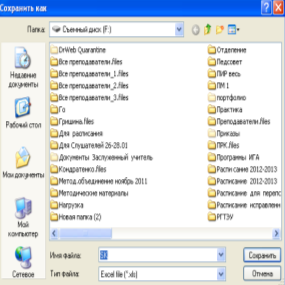 Сохранить как
Папка: Съемный диск (F:)
Недавние документы
Рабочий стол
Мои документы
Мой компьютер
Сетевое
DrWeb Quarantine
Все преподаватели.files
Все преподаватели_1.files
Все преподаватели_2.files
Все преподаватели_3.files
Го
Гришина.files
Для расписания
Для Слушателей 26-28.01
Документы Заслуженный учитель
Кондратенко.files
Метод.объединение ноябрь 2011
Методические материалы
Нагрузка
Новая папка (2)
Отделение
Педсовет
ПИР весь
ПМ 1
портфолио
Практика
Преподаватели.files
Приказы
ПРК.files
Программы ИГА
Расписание 2012-2013
Расписание 2012-2013
Расписание для перепс
Расписание исправленн
РГТЭУ
Имя файла:
Сохранить
Тип файла: Excel file (*.xls)
Отмена